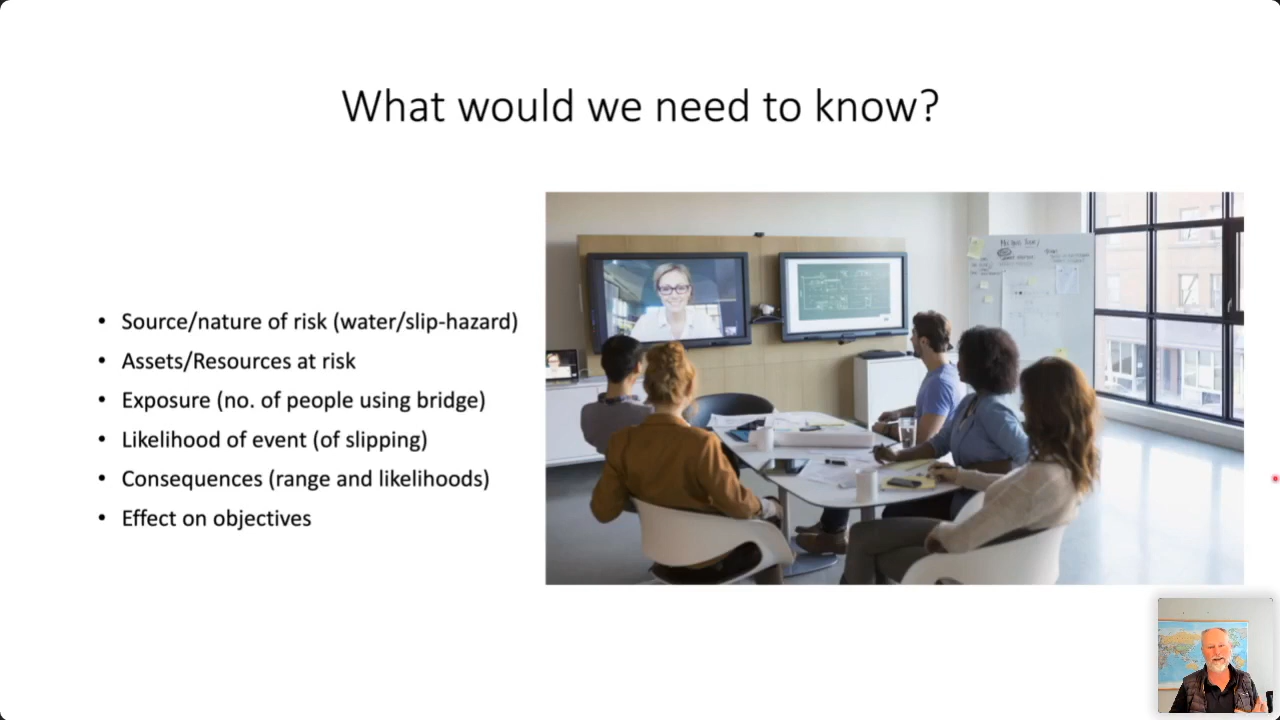 What would we need to know?
• Source/nature of risk (water/slip-hazard)
• Assets/Resources at risk
• Exposure (no. of people using bridge)
• Likelihood of event (of slipping)
• Consequences (range and likelihoods)
• Effect on objectives